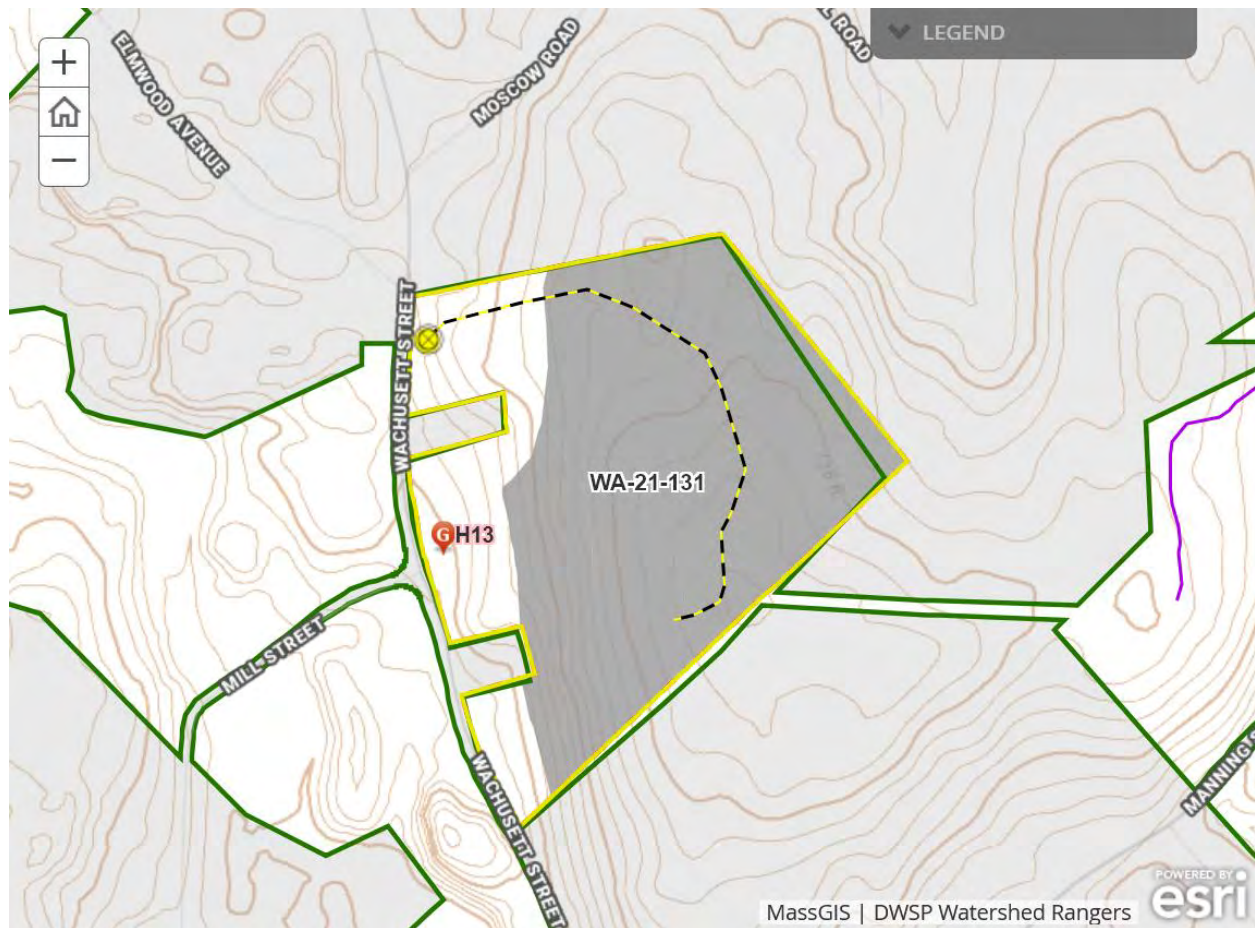 LEGEND
ELMWOOD AVENUE
MOSCOW ROAD
ROAD
WACHUSETT STREET
WA-21-131
G H13
MILL STREET
WACHUSETT STREET
MANNINGS
POWERED BY
esri
MassGIS | DWSP Watershed Rangers